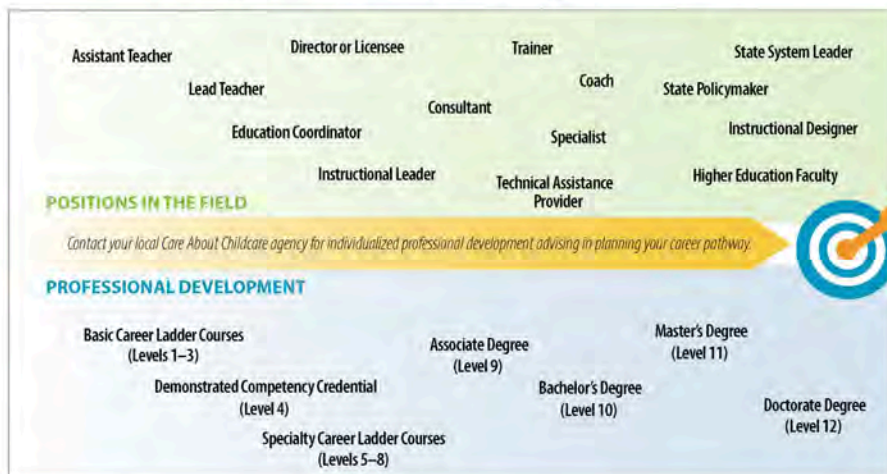 Assistant Teacher
Director or Licensee
Trainer
State System Leader
Lead Teacher
Coach
State Policymaker
Consultant
Education Coordinator
Specialist
Instructional Designer
Instructional Leader
Technical Assistance
Provider
Higher Education Faculty
POSITIONS IN THE FIELD
Contact your local Care About Childcare agency for individualized professional development advising in planning your career pathway.
PROFESSIONAL DEVELOPMENT
Basic Career Ladder Courses
(Levels 1–3)
Associate Degree
(Level 9)
Master's Degree
(Level 11)
Demonstrated Competency Credential
(Level 4)
Bachelor's Degree
(Level 10)
Doctorate Degree
(Level 12)
Specialty Career Ladder Courses
(Levels 5–8)